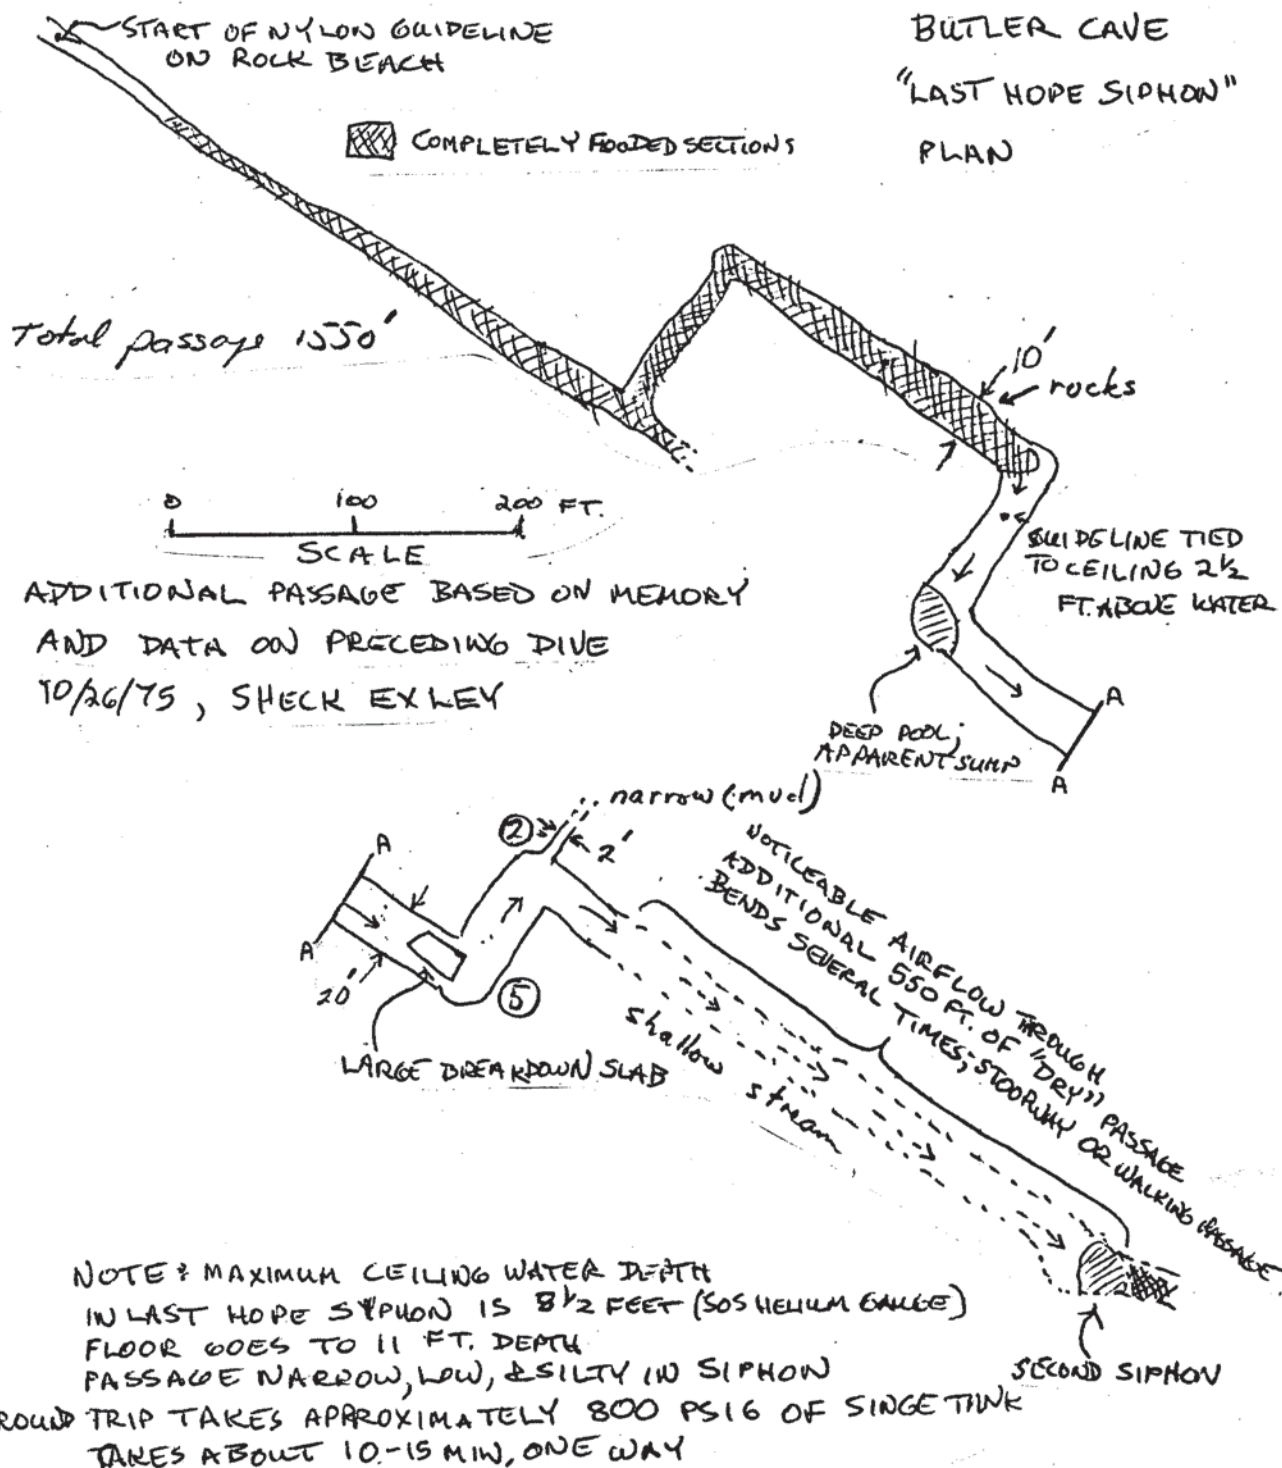 START OF NYLON GUIDELINE
ON ROCK BEACH
BUTLER CAVE
"LAST HOPE SIPHON"
PLAN
COMPLETELY FLOODED SECTIONS
Total passage 1550'
10'
rocks
0 100 200 FT.
SCALE
GUIDELINE TIED
TO CEILING 2½
FT. ABOVE WATER
ADDITIONAL PASSAGE BASED ON MEMORY
AND DATA ON PRECEDING DIVE
10/26/75, SHECK EXLEY
DEEP POOL;
APPARENT SUMP
A
A
narrow (mud)
2
2'
A
A
20'
5
LARGE BREAKDOWN SLAB
shallow stream
NOTICEABLE AIRFLOW THROUGH
ADDITIONAL 550 FT. OF "DRY" PASSAGE
BENDS SEVERAL TIMES; STOOPWAY OR WALKING PASSAGE
SECOND SIPHON
NOTE: MAXIMUM CEILING WATER DEPTH
IN LAST HOPE SYPHON IS 8½ FEET (SOS HELIUM GAUGE)
FLOOR GOES TO 11 FT. DEPTH
PASSAGE NARROW, LOW, & SILTY IN SIPHON
ROUND TRIP TAKES APPROXIMATELY 800 PSIG OF SINGE TANK
TAKES ABOUT 10-15 MIN, ONE WAY